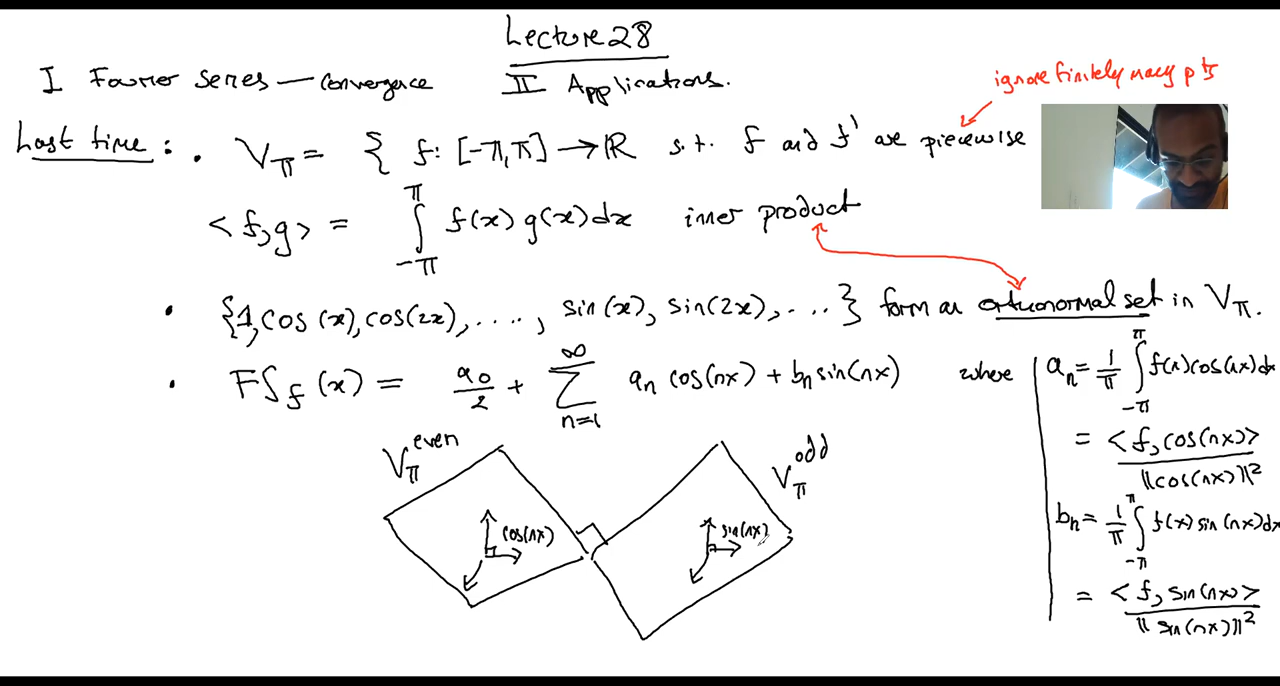 Lecture 28
I Fourier Series — Convergence II Applications.
ignore finitely many pts
Last time : • V_π = { f: [-π,π] → ℝ s.t. f and f' are piecewise
<f,g> = ∫_{-π}^{π} f(x) g(x) dx inner product
• {1, cos(x), cos(2x), ...., sin(x), sin(2x), ...} form an orthonormal set in V_π.
• FS_f(x) = a_0/2 + ∑_{n=1}^{∞} a_n cos(nx) + b_n sin(nx) where
a_n = 1/π ∫_{-π}^{π} f(x) cos(nx) dx
= <f, cos(nx)> / ||cos(nx)||^2
b_n = 1/π ∫_{-π}^{π} f(x) sin(nx) dx
= <f, sin(nx)> / || sin(nx)||^2
V_π^{even}
cos(nx)
V_π^{odd}
sin(nx)